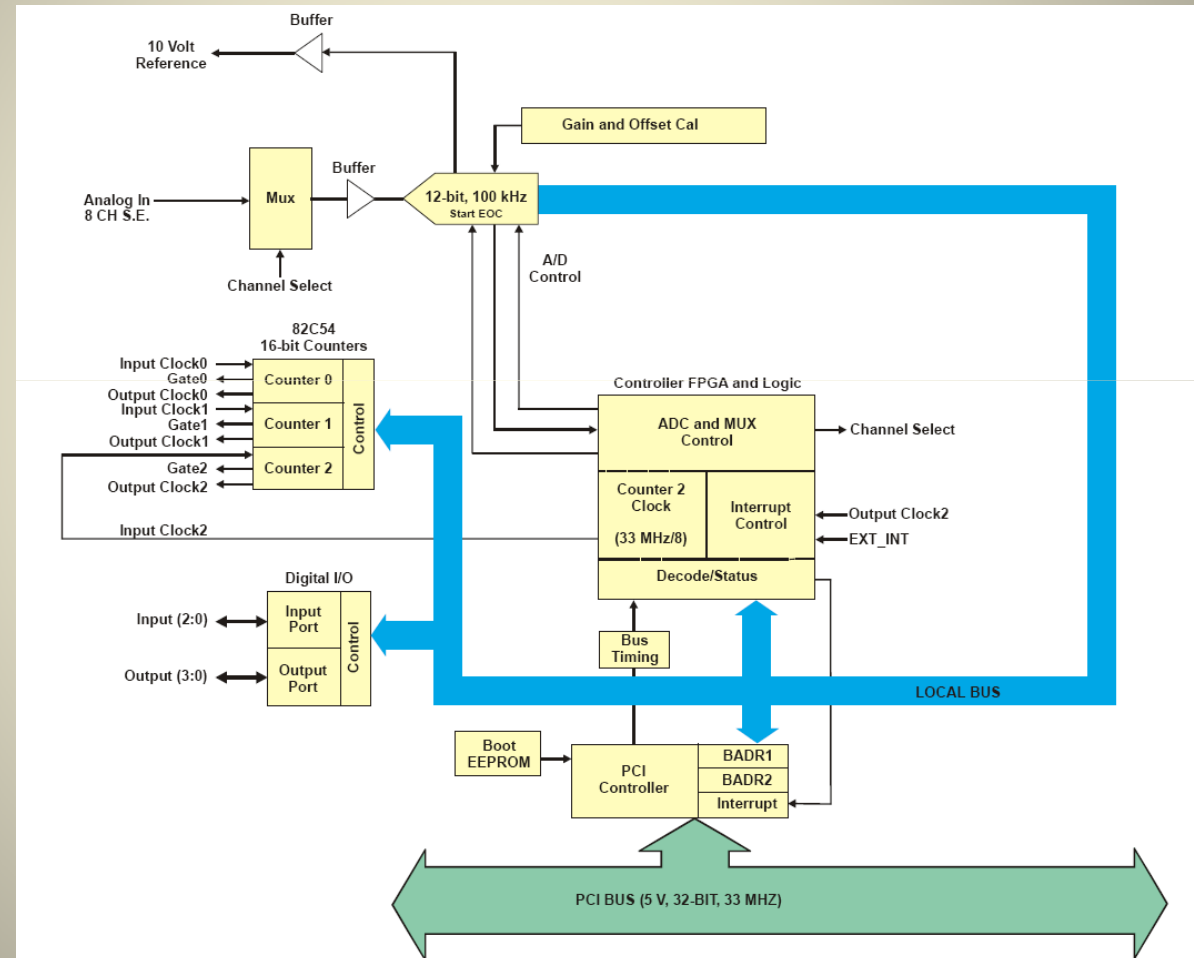 Buffer
10 Volt
Reference
Gain and Offset Cal
Buffer
Mux
12-bit, 100 kHz
Start EOC
Analog In
8 CH S.E.
A/D
Control
Channel Select
82C54
16-bit Counters
Input Clock0
Gate0
Output Clock0
Input Clock1
Gate1
Output Clock1
Gate2
Output Clock2
Input Clock2
Counter 0
Counter 1
Counter 2
Control
Controller FPGA and Logic
ADC and MUX
Control
Channel Select
Counter 2
Clock
(33 MHz/8)
Interrupt
Control
Output Clock2
EXT_INT
Decode/Status
Digital I/O
Input (2:0)
Input
Port
Output (3:0)
Output
Port
Control
Bus
Timing
LOCAL BUS
Boot
EEPROM
PCI
Controller
BADR1
BADR2
Interrupt
PCI BUS (5 V, 32-BIT, 33 MHZ)